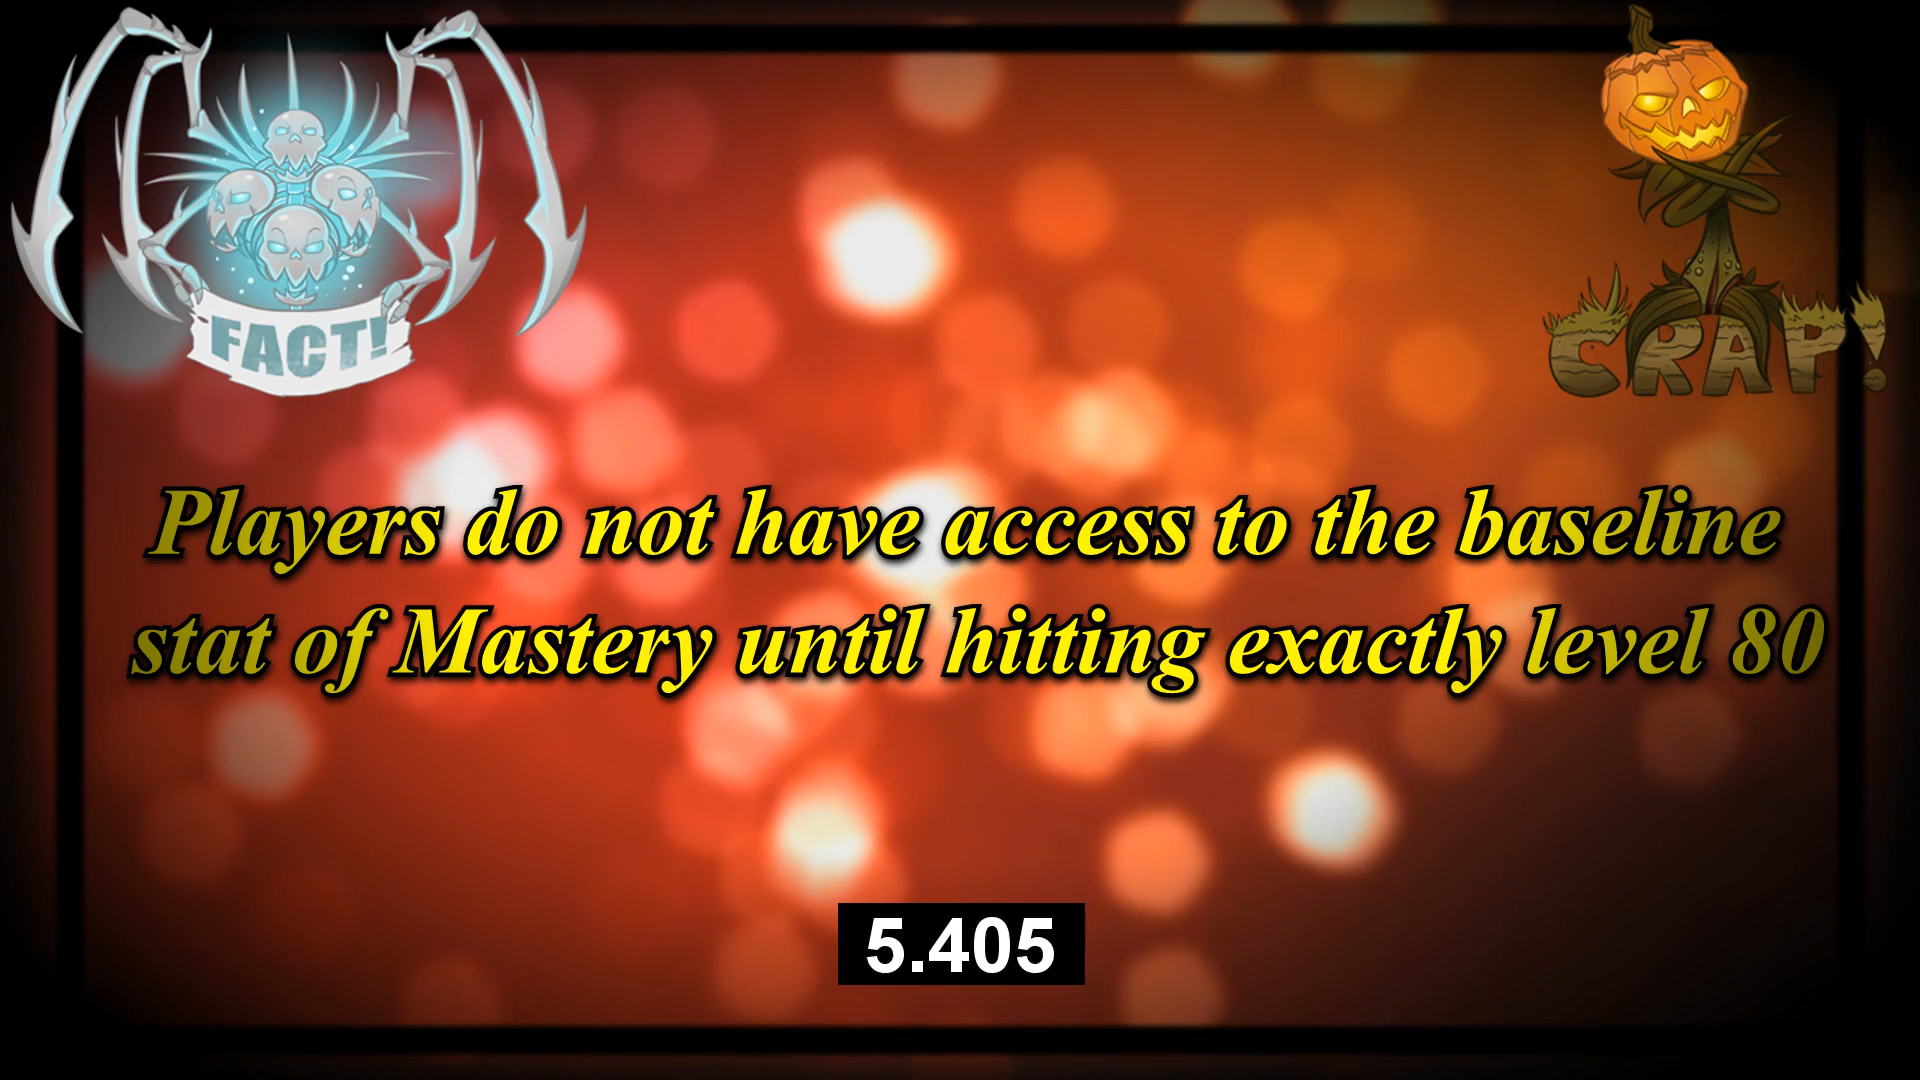 FACT!
CRAP!
Players do not have access to the baseline
stat of Mastery until hitting exactly level 80
5.405